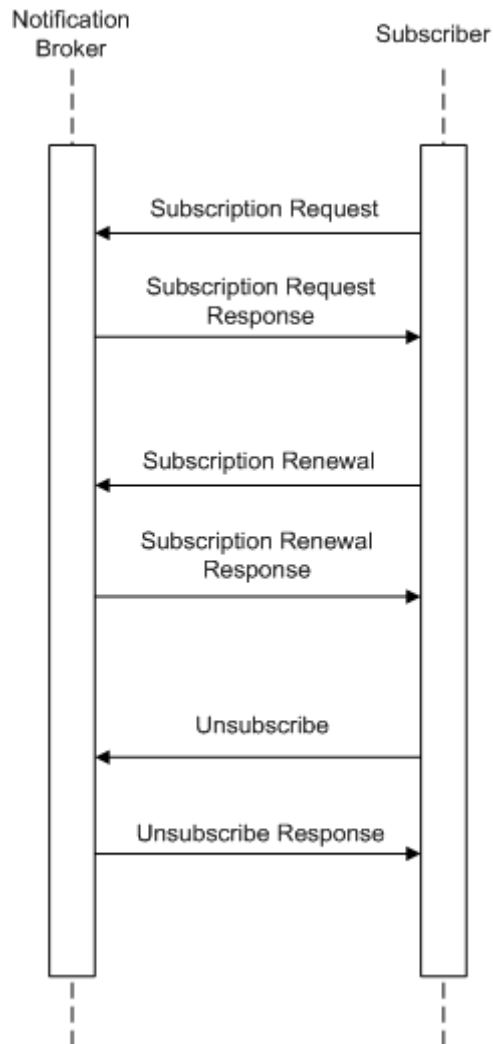 Notification
Broker
Subscriber
Subscription Request
Subscription Request
Response
Subscription Renewal
Subscription Renewal
Response
Unsubscribe
Unsubscribe Response